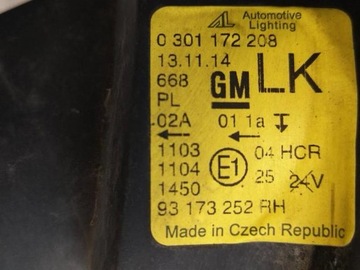 AL Automotive Lighting
0 301 172 208
13.11.14
668 GM LK
PL
02A 01 1a
1103 E1 04 HCR
1104 25 24V
1450
93 173 252 RH
Made in Czech Republic